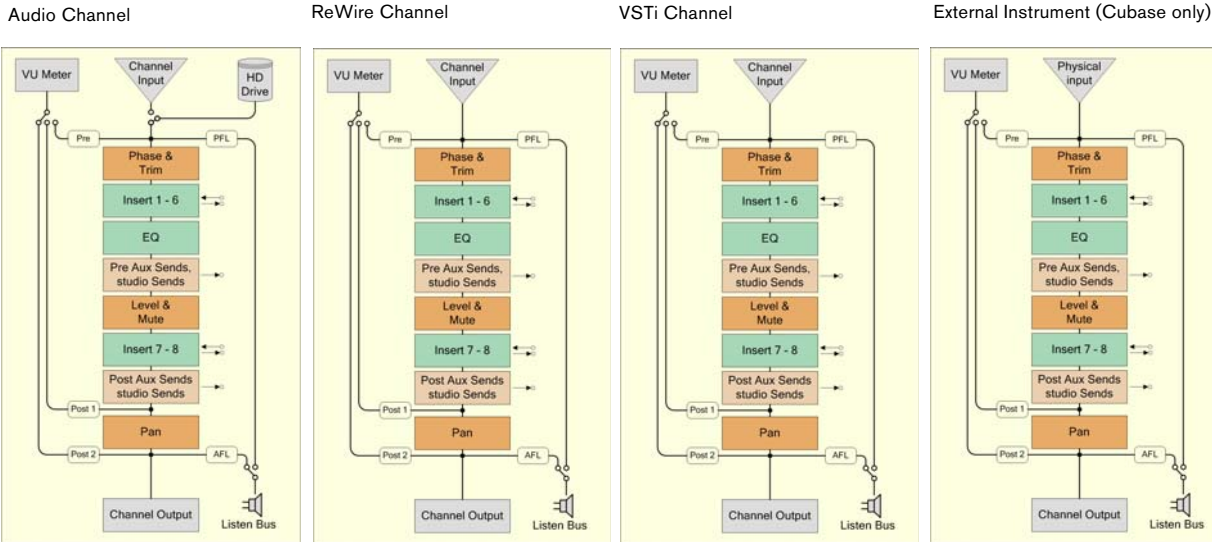 Audio Channel
VU Meter
Channel
Input
HD
Drive
Pre
PFL
Phase &
Trim
Insert 1 - 6
EQ
Pre Aux Sends,
studio Sends
Level &
Mute
Insert 7 - 8
Post Aux Sends
studio Sends
Post 1
Pan
Post 2
AFL
Channel Output
Listen Bus
ReWire Channel
VU Meter
Channel
Input
Pre
PFL
Phase &
Trim
Insert 1 - 6
EQ
Pre Aux Sends,
studio Sends
Level &
Mute
Insert 7 - 8
Post Aux Sends
studio Sends
Post 1
Pan
Post 2
AFL
Channel Output
Listen Bus
VSTi Channel
VU Meter
Channel
Input
Pre
PFL
Phase &
Trim
Insert 1 - 6
EQ
Pre Aux Sends,
studio Sends
Level &
Mute
Insert 7 - 8
Post Aux Sends
studio Sends
Post 1
Pan
Post 2
AFL
Channel Output
Listen Bus
External Instrument (Cubase only)
VU Meter
Physical
input
Pre
PFL
Phase &
Trim
Insert 1 - 6
EQ
Pre Aux Sends,
studio Sends
Level &
Mute
Insert 7 - 8
Post Aux Sends
studio Sends
Post 1
Pan
Post 2
AFL
Channel Output
Listen Bus